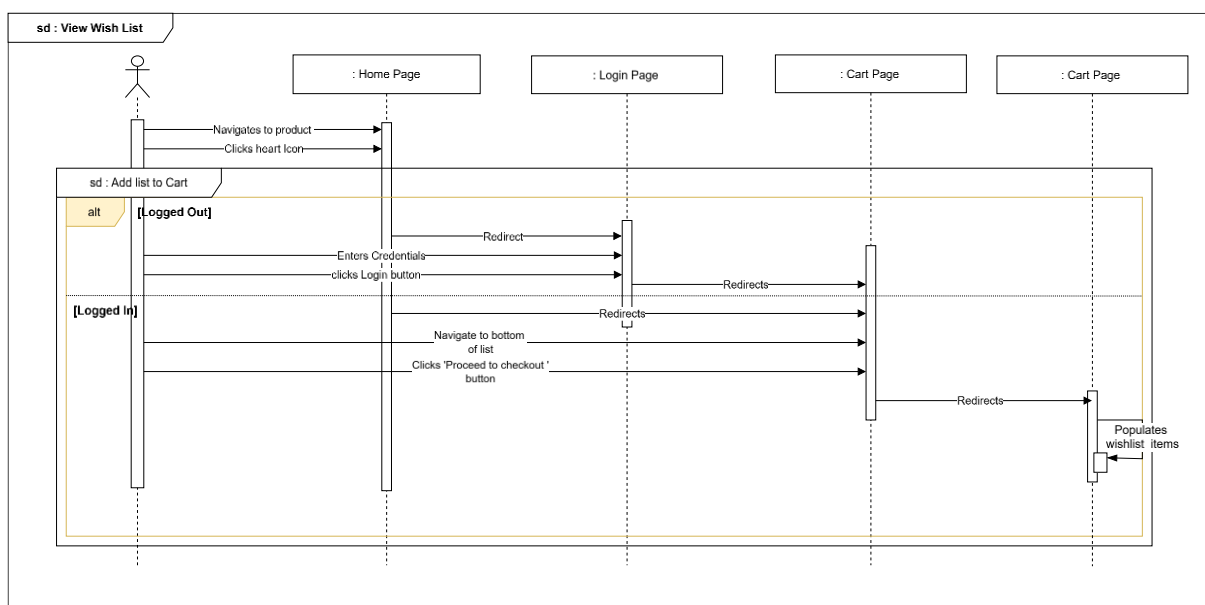 sd : View Wish List
: Home Page
: Login Page
: Cart Page
: Cart Page
Navigates to product
Clicks heart Icon
sd : Add list to Cart
alt
[Logged Out]
Redirect
Enters Credentials
clicks Login button
Redirects
[Logged In]
Redirects
Navigate to bottom
of list
Clicks 'Proceed to checkout '
button
Redirects
Populates
wishlist items